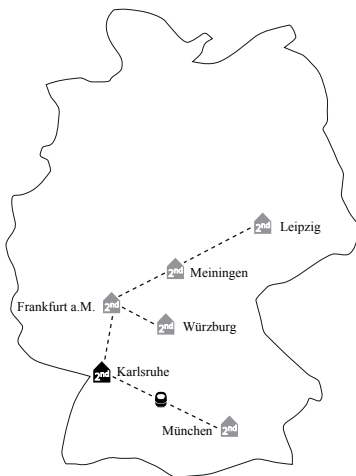 2nd Leipzig
2nd Meiningen
Frankfurt a.M. 2nd
2nd Würzburg
2nd Karlsruhe
München 2nd